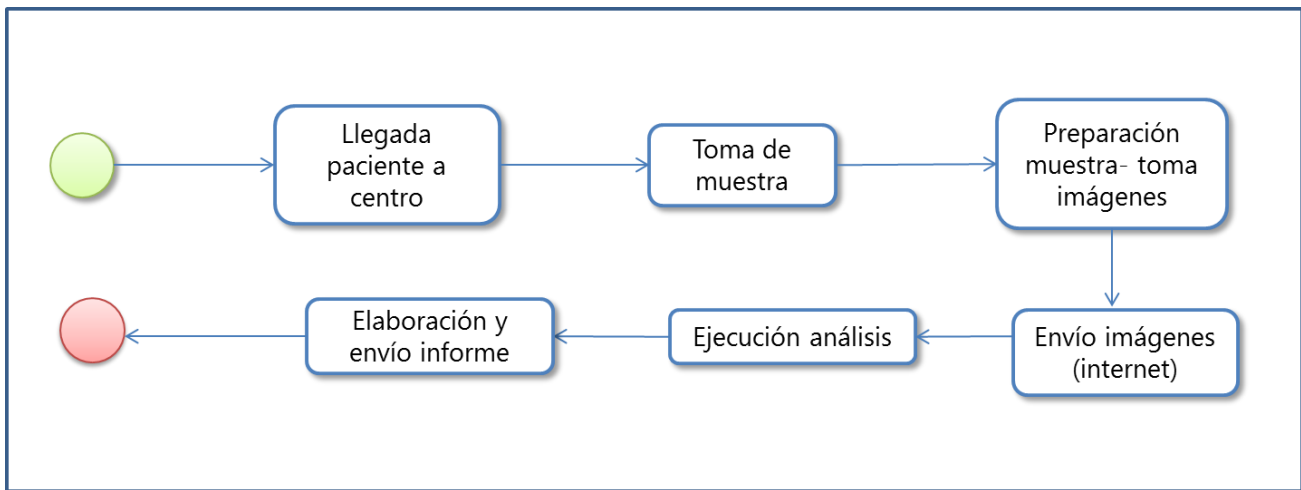 Llegada
paciente a
centro
Toma de
muestra
Preparación
muestra- toma
imágenes
Envío imágenes
(internet)
Ejecución análisis
Elaboración y
envío informe